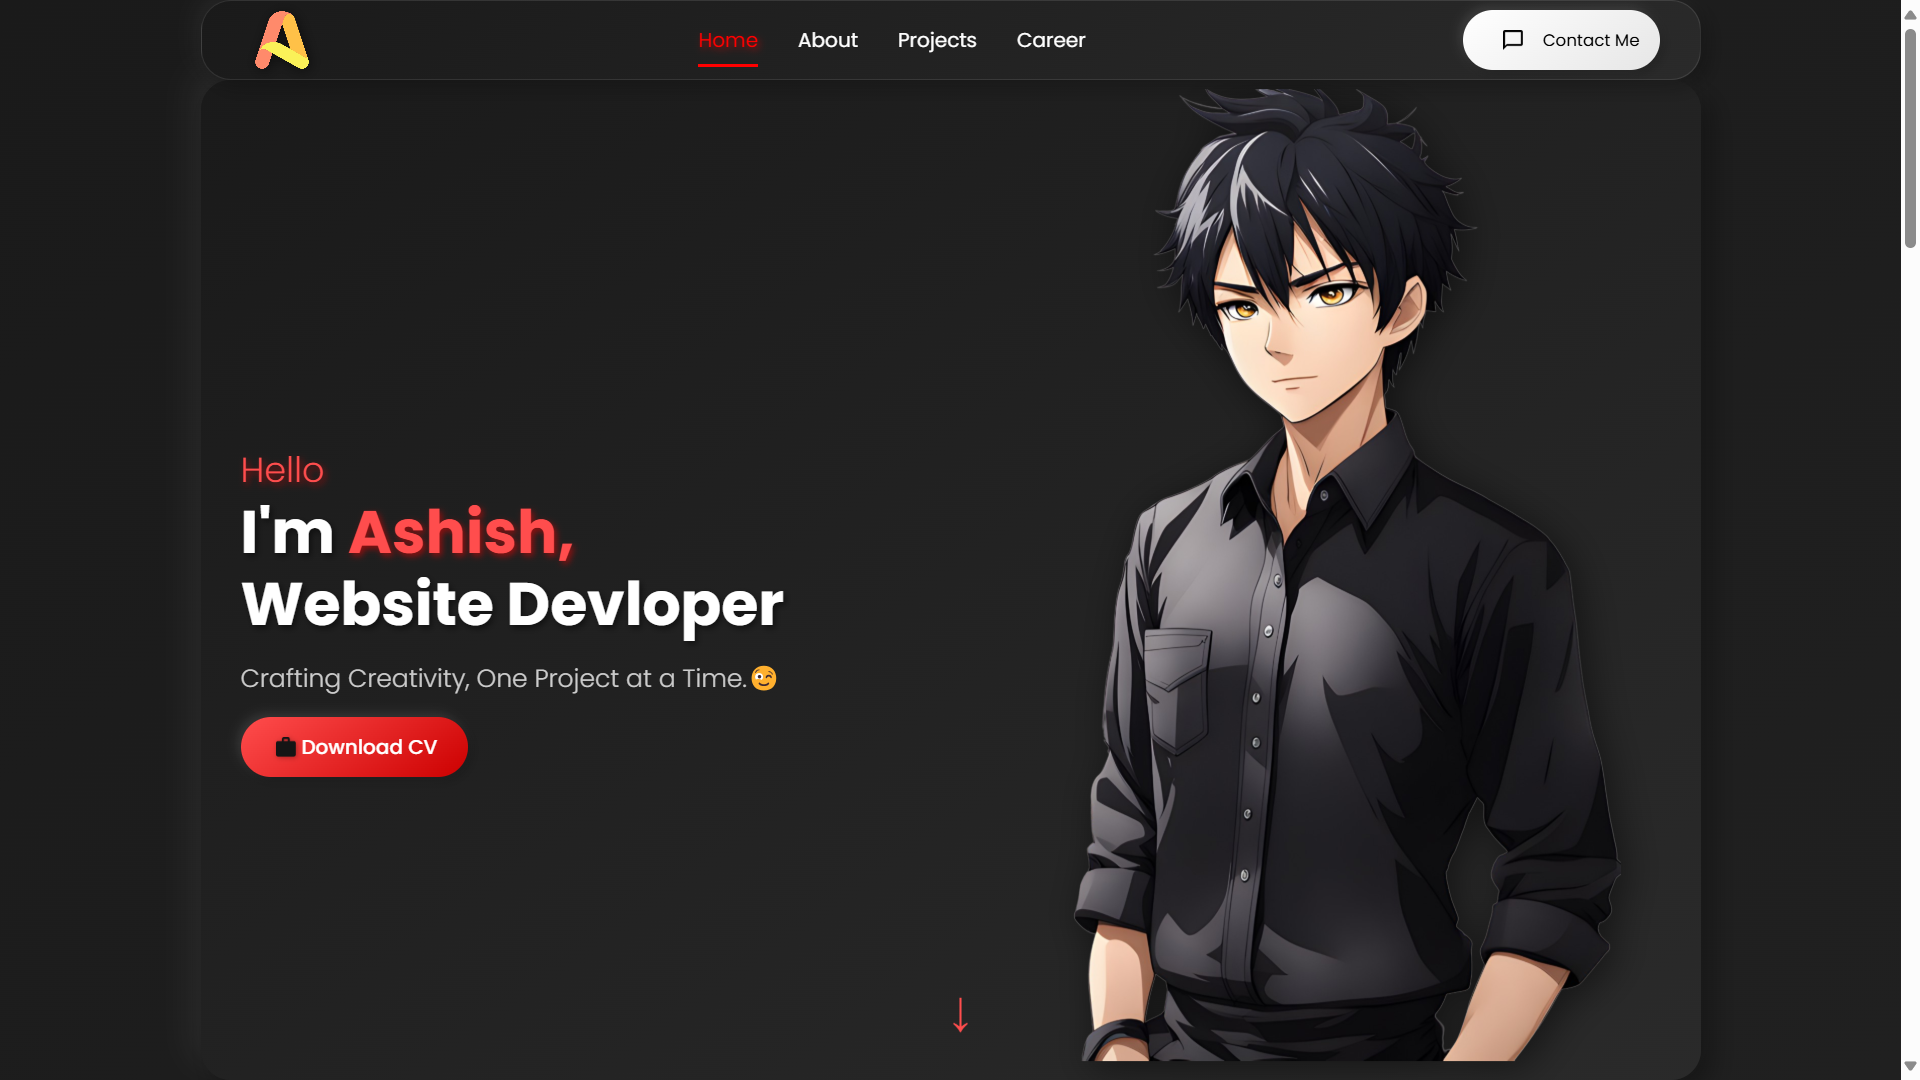 Home
About
Projects
Career
Contact Me
Hello
I'm Ashish,
Website Devloper
Crafting Creativity, One Project at a Time.😉
Download CV